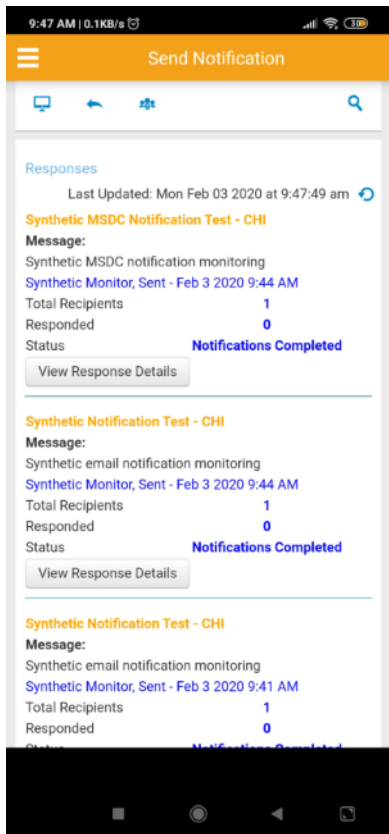 9:47 AM | 0.1KB/s
30
Send Notification
Responses
Last Updated: Mon Feb 03 2020 at 9:47:49 am
Synthetic MSDC Notification Test - CHI
Message:
Synthetic MSDC notification monitoring
Synthetic Monitor, Sent - Feb 3 2020 9:44 AM
Total Recipients 1
Responded 0
Status Notifications Completed
View Response Details
Synthetic Notification Test - CHI
Message:
Synthetic email notification monitoring
Synthetic Monitor, Sent - Feb 3 2020 9:44 AM
Total Recipients 1
Responded 0
Status Notifications Completed
View Response Details
Synthetic Notification Test - CHI
Message:
Synthetic email notification monitoring
Synthetic Monitor, Sent - Feb 3 2020 9:41 AM
Total Recipients 1
Responded 0
Status Notifications Completed